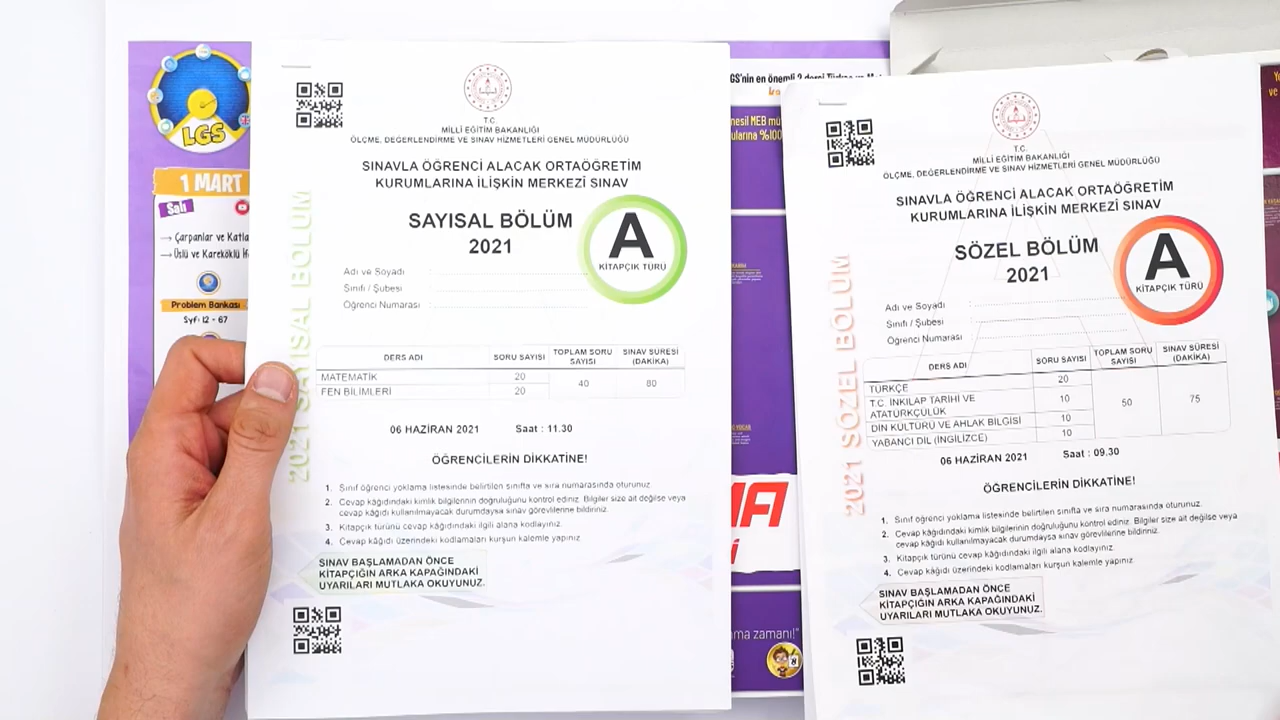 LGS
1 MART
Salı
→ Çarpanlar ve Katla
→ Üslü ve Kareköklü İf
Problem Bankası
Syf: 12 - 67
T.C.
MİLLÎ EĞİTİM BAKANLIĞI
ÖLÇME, DEĞERLENDİRME VE SINAV HİZMETLERİ GENEL MÜDÜRLÜĞÜ
SINAVLA ÖĞRENCİ ALACAK ORTAÖĞRETİM
KURUMLARINA İLİŞKİN MERKEZİ SINAV
SAYISAL BÖLÜM
2021
A
KİTAPÇIK TÜRÜ
Adı ve Soyadı
Sınıfı / Şubesi
Öğrenci Numarası
DERS ADI SORU SAYISI TOPLAM SORU SAYISI SINAV SÜRESİ (DAKİKA)
MATEMATİK 20 40 80
FEN BİLİMLERİ 20
06 HAZİRAN 2021 Saat : 11.30
ÖĞRENCİLERİN DİKKATİNE!
1. Sınıf öğrenci yoklama listesinde belirtilen sınıfta ve sıra numarasında oturunuz.
2. Cevap kâğıdındaki kimlik bilgilerinin doğruluğunu kontrol ediniz. Bilgiler size ait değilse veya
cevap kâğıdı kullanılmayacak durumdaysa sınav görevlilerine bildiriniz.
3. Kitapçık türünü cevap kâğıdındaki ilgili alana kodlayınız.
4. Cevap kâğıdı üzerindeki kodlamaları kurşun kalemle yapınız.
SINAV BAŞLAMADAN ÖNCE
KİTAPÇIĞIN ARKA KAPAĞINDAKİ
UYARILARI MUTLAKA OKUYUNUZ.
SAYISAL BÖLÜM
GS'nin en önemli 2 dersi
nesil MEB
ularına %100
MA
ma zamanı!"
8
T.C.
MİLLÎ EĞİTİM BAKANLIĞI
ÖLÇME, DEĞERLENDİRME VE SINAV HİZMETLERİ GENEL MÜDÜRLÜĞÜ
SINAVLA ÖĞRENCİ ALACAK ORTAÖĞRETİM
KURUMLARINA İLİŞKİN MERKEZİ SINAV
SÖZEL BÖLÜM
2021
A
KİTAPÇIK TÜRÜ
Adı ve Soyadı
Sınıfı / Şubesi
Öğrenci Numarası
DERS ADI SORU SAYISI TOPLAM SORU SAYISI SINAV SÜRESİ (DAKİKA)
TÜRKÇE 20 50 75
T.C. İNKILAP TARİHİ VE
ATATÜRKÇÜLÜK 10
DİN KÜLTÜRÜ VE AHLAK BİLGİSİ 10
YABANCI DİL (İNGİLİZCE) 10
06 HAZİRAN 2021 Saat : 09.30
ÖĞRENCİLERİN DİKKATİNE!
1. Sınıf öğrenci yoklama listesinde belirtilen sınıfta ve sıra numarasında oturunuz.
2. Cevap kâğıdındaki kimlik bilgilerinin doğruluğunu kontrol ediniz. Bilgiler size ait değilse veya
cevap kâğıdı kullanılmayacak durumdaysa sınav görevlilerine bildiriniz.
3. Kitapçık türünü cevap kâğıdındaki ilgili alana kodlayınız.
4. Cevap kâğıdı üzerindeki kodlamaları kurşun kalemle yapınız.
SINAV BAŞLAMADAN ÖNCE
KİTAPÇIĞIN ARKA KAPAĞINDAKİ
UYARILARI MUTLAKA OKUYUNUZ.
2021 SÖZEL BÖLÜM